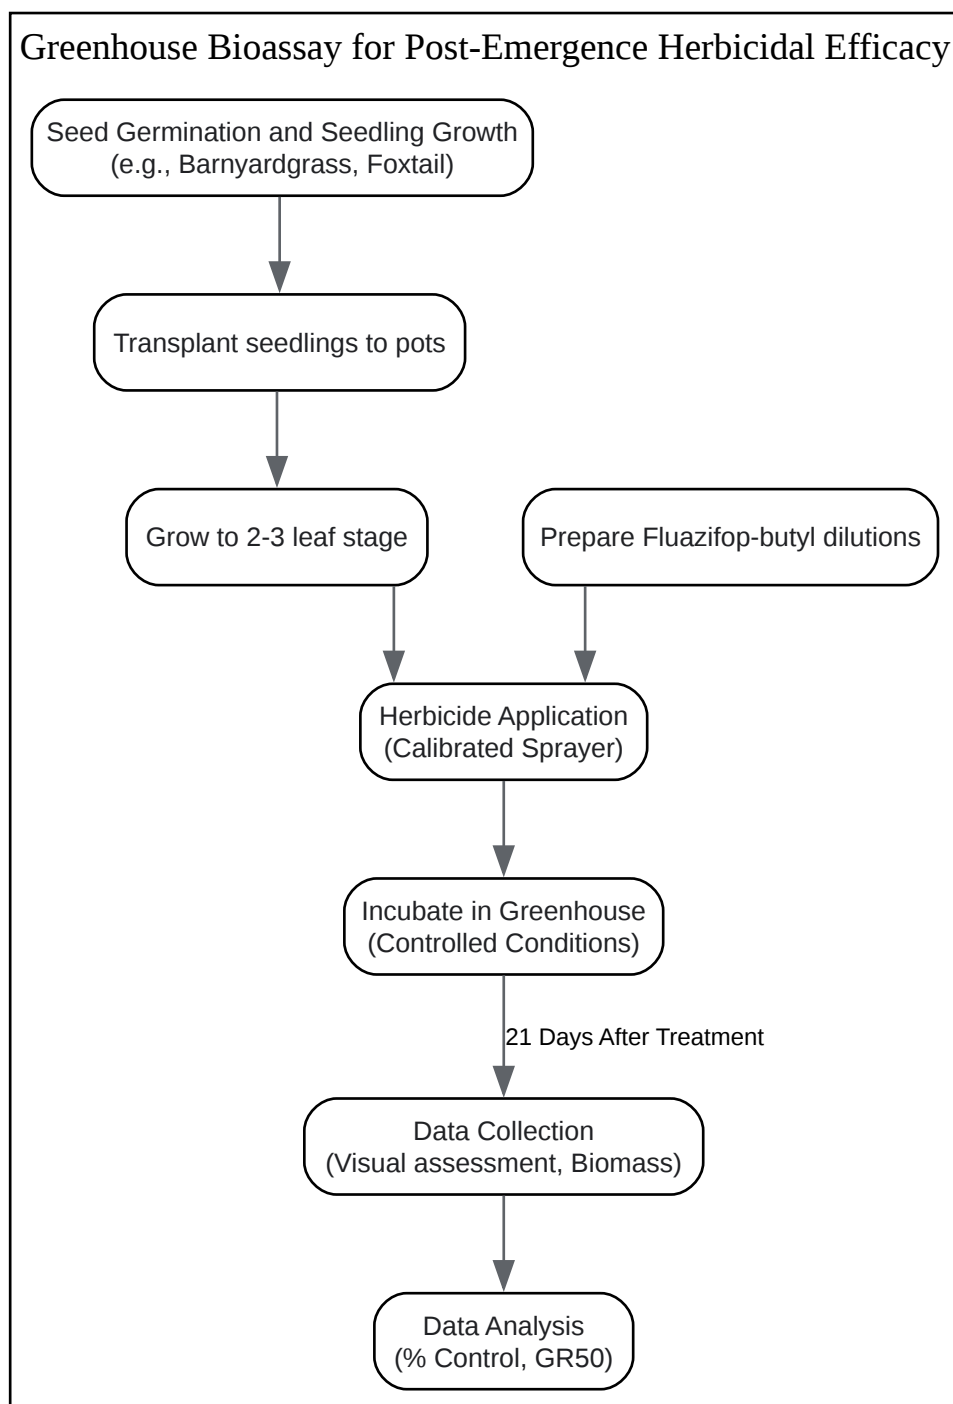 Greenhouse Bioassay for Post-Emergence Herbicidal Efficacy
Seed Germination and Seedling Growth
(e.g., Barnyardgrass, Foxtail)
Transplant seedlings to pots
Grow to 2-3 leaf stage
Prepare Fluazifop-butyl dilutions
Herbicide Application
(Calibrated Sprayer)
Incubate in Greenhouse
(Controlled Conditions)
21 Days After Treatment
Data Collection
(Visual assessment, Biomass)
Data Analysis
(% Control, GR50)